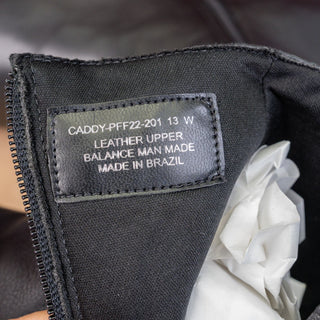 CADDY-PFF22-201 13 W
LEATHER UPPER
BALANCE MAN MADE
MADE IN BRAZIL